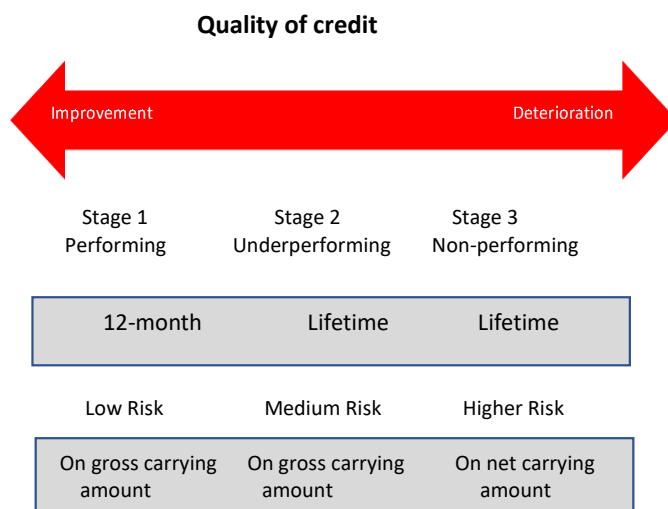 Quality of credit
Improvement Deterioration
Stage 1 Stage 2 Stage 3
Performing Underperforming Non-performing
12-month Lifetime Lifetime
Low Risk Medium Risk Higher Risk
On gross carrying On gross carrying On net carrying
amount amount amount